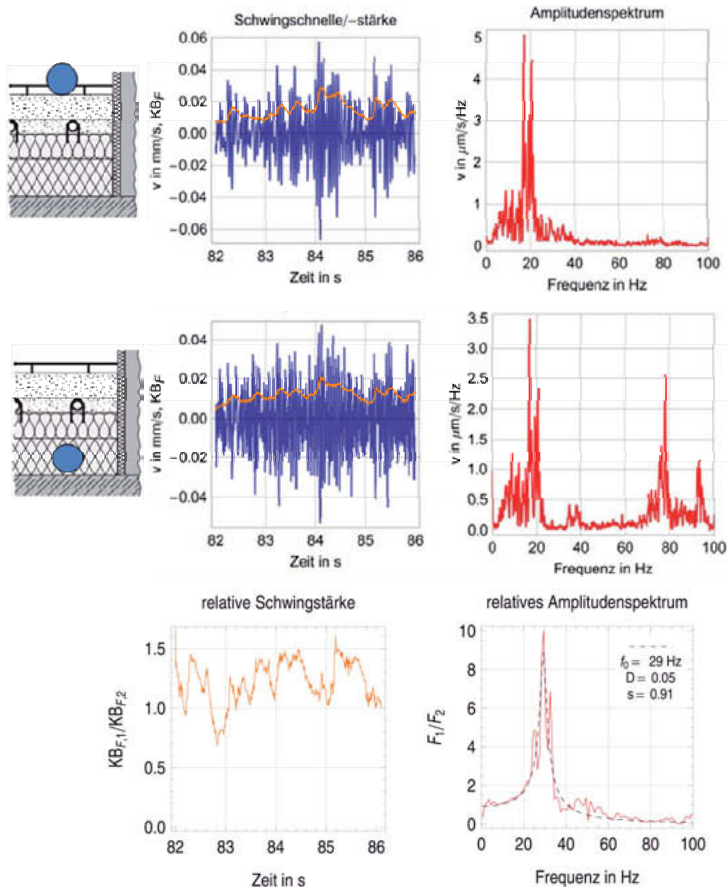 Schwingschnelle/-stärke
Amplitudenspektrum
v in mm/s, KBF
0.06
0.04
0.02
0.00
−0.02
−0.04
−0.06
82 83 84 85 86
Zeit in s
v in μm/s/Hz
5
4
3
2
1
0
0 20 40 60 80 100
Frequenz in Hz
v in mm/s, KBF
0.04
0.02
0.00
−0.02
−0.04
82 83 84 85 86
Zeit in s
v in μm/s/Hz
3.5
3.0
2.5
2.0
1.5
1.0
0.5
0.0
0 20 40 60 80 100
Frequenz in Hz
relative Schwingstärke
relatives Amplitudenspektrum
KBF,1/KBF,2
1.5
1.0
0.5
0.0
82 83 84 85 86
Zeit in s
F1/F2
10
8
6
4
2
0
f0 = 29 Hz
D = 0.05
s = 0.91
0 20 40 60 80 100
Frequenz in Hz